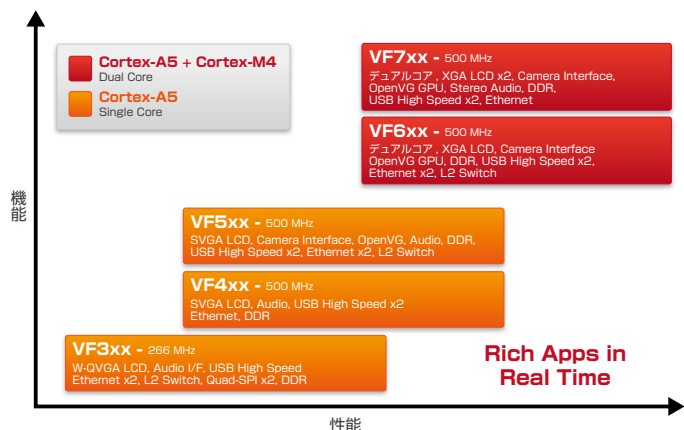 Cortex-A5 + Cortex-M4
Dual Core
Cortex-A5
Single Core
VF7xx - 500 MHz
デュアルコア , XGA LCD x2, Camera Interface,
OpenVG GPU, Stereo Audio, DDR,
USB High Speed x2, Ethernet
VF6xx - 500 MHz
デュアルコア , XGA LCD, Camera Interface
OpenVG GPU, DDR, USB High Speed x2,
Ethernet x2, L2 Switch
機能
VF5xx - 500 MHz
SVGA LCD, Camera Interface, OpenVG, Audio, DDR,
USB High Speed x2, Ethernet x2, L2 Switch
VF4xx - 500 MHz
SVGA LCD, Audio, USB High Speed x2
Ethernet, DDR
VF3xx - 266 MHz
W-QVGA LCD, Audio I/F, USB High Speed
Ethernet x2, L2 Switch, Quad-SPI x2, DDR
Rich Apps in
Real Time
性能